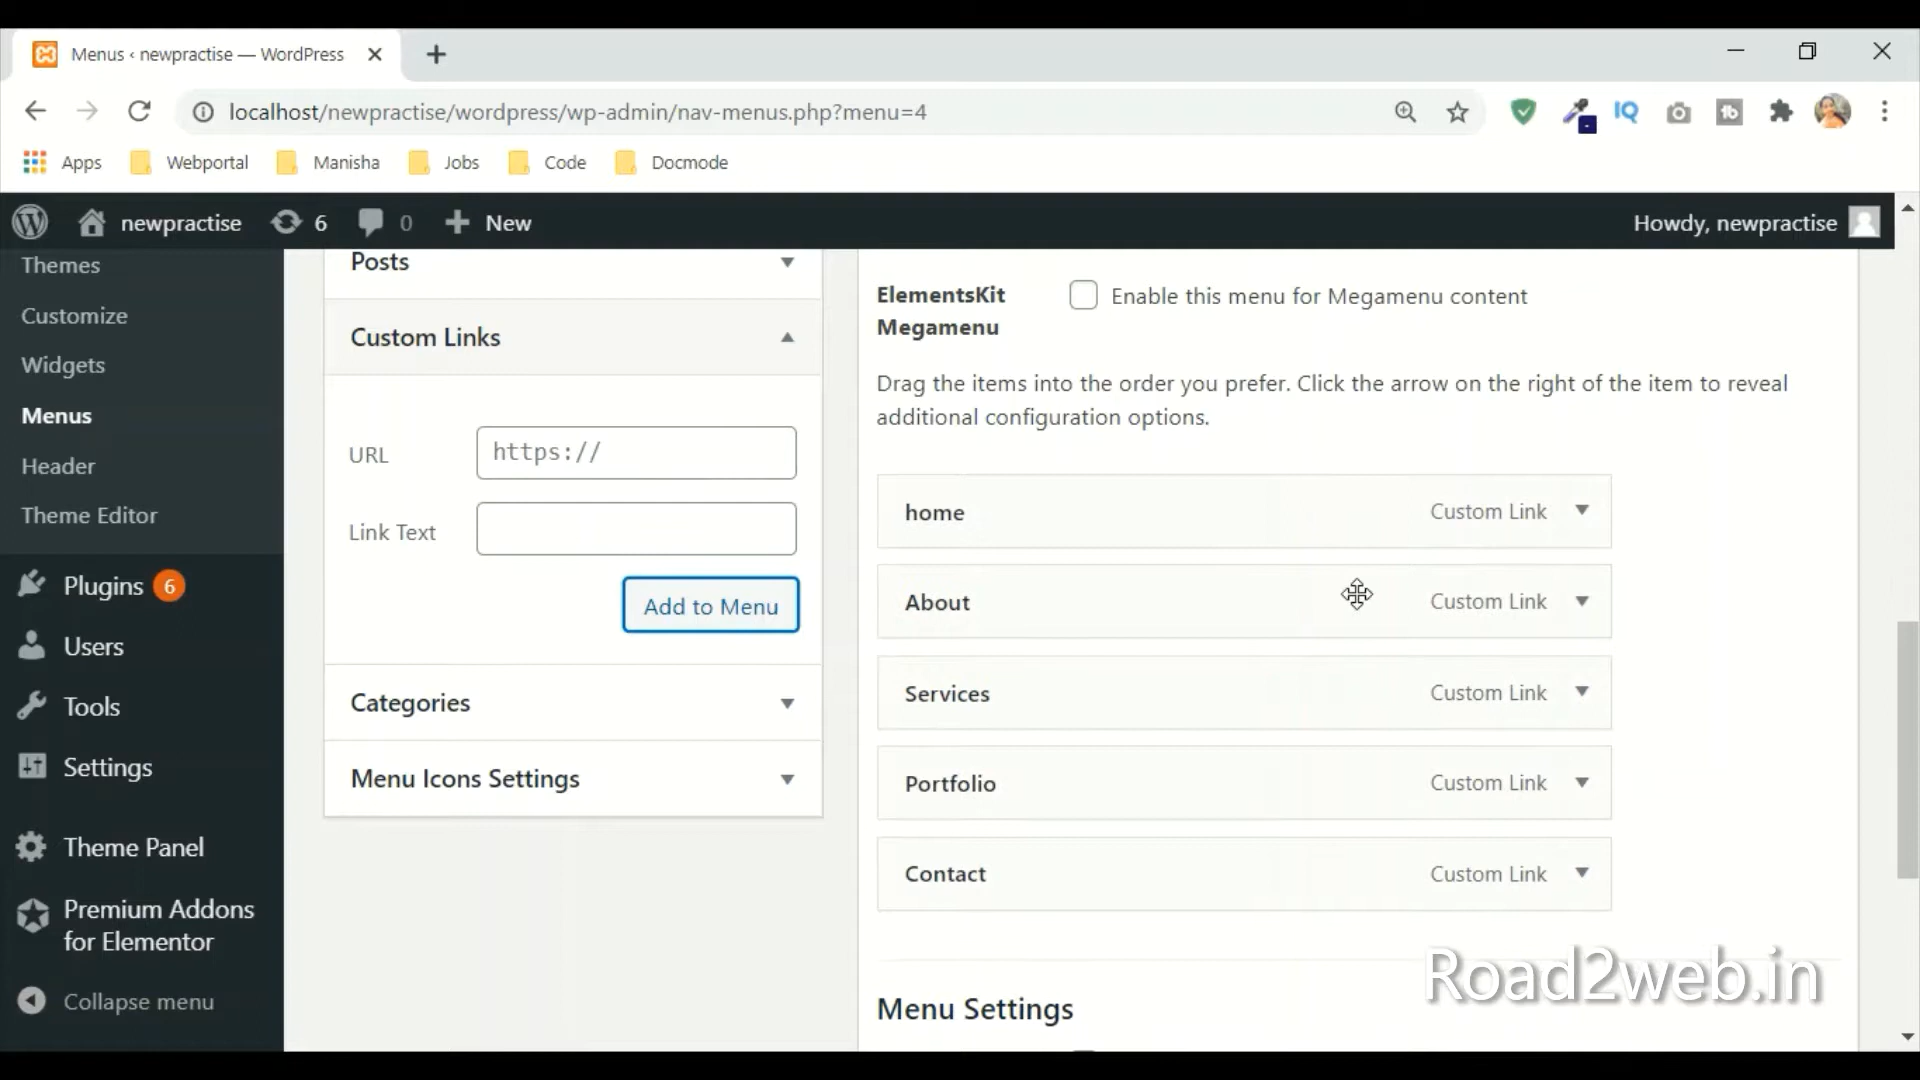 Menus ‹ newpractise — WordPress
localhost/newpractise/wordpress/wp-admin/nav-menus.php?menu=4
IQ
tb
Apps
Webportal
Manisha
Jobs
Code
Docmode
newpractise
6
0
New
Howdy, newpractise
Themes
Customize
Widgets
Menus
Header
Theme Editor
Plugins 6
Users
Tools
Settings
Theme Panel
Premium Addons
for Elementor
Collapse menu
Posts
Custom Links
URL
https://
Link Text
Add to Menu
Categories
Menu Icons Settings
ElementsKit
Megamenu
Enable this menu for Megamenu content
Drag the items into the order you prefer. Click the arrow on the right of the item to reveal
additional configuration options.
home Custom Link
About Custom Link
Services Custom Link
Portfolio Custom Link
Contact Custom Link
Menu Settings
Road2web.in